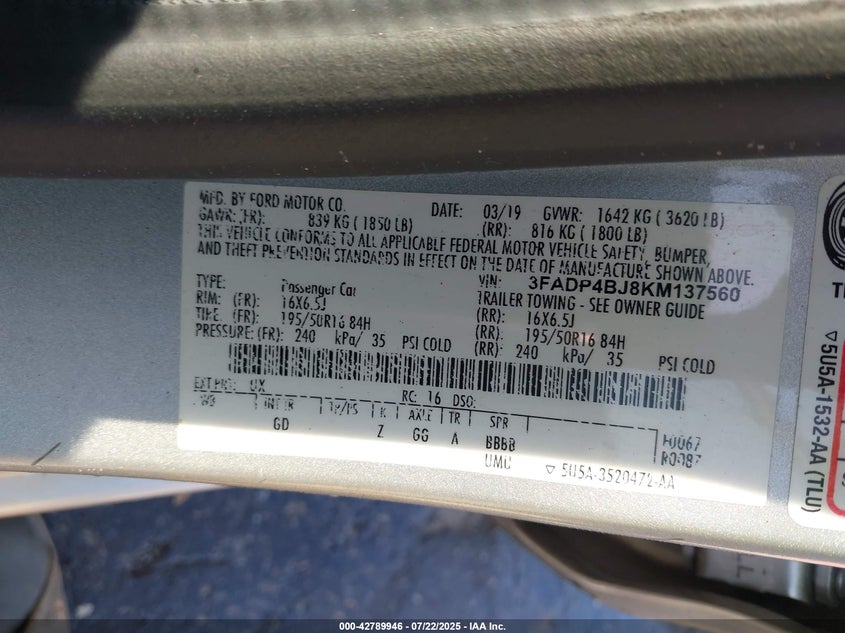 MFD. BY FORD MOTOR CO. DATE: 03/19 GVWR: 1642 KG ( 3620 LB)
GAWR: (FR): 839 KG ( 1850 LB) (RR): 816 KG ( 1800 LB)
THIS VEHICLE CONFORMS TO ALL APPLICABLE FEDERAL MOTOR VEHICLE SAFETY, BUMPER,
AND THEFT PREVENTION STANDARDS IN EFFECT ON THE DATE OF MANUFACTURE SHOWN ABOVE.
VIN: 3FADP4BJ8KM137560
TYPE: Passenger Car TRAILER TOWING - SEE OWNER GUIDE
RIM: (FR) 16X6.5J (RR): 16X6.5J
TIRE: (FR) 195/50R16 84H (RR): 195/50R16 84H
PRESSURE: (FR) 240 kPa/ 35 PSI COLD (RR) 240 kPa/ 35 PSI COLD
EXT PNT: UX RC: 16 DSO:
WB INT TR TP/PS R AXLE TR SPR
GD Z GG A BBBB
UMC
F0067
R0087
▽ 5U5A-3520472-AA
▽ 5U5A-1532-AA (TLU)
000-42789946 - 07/22/2025 - IAA Inc.